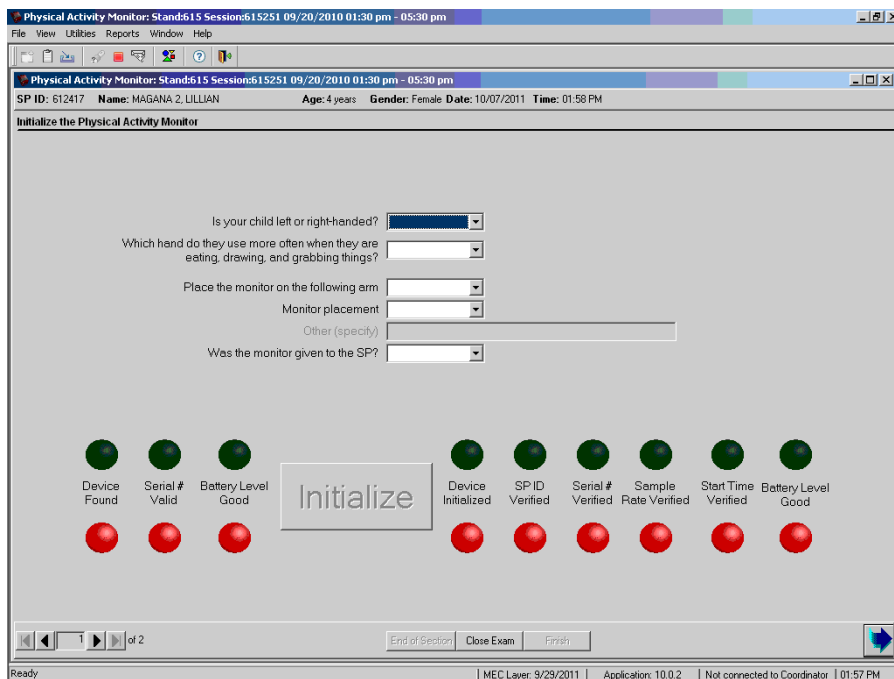 Physical Activity Monitor: Stand:615 Session:615251 09/20/2010 01:30 pm - 05:30 pm
File View Utilities Reports Window Help
Physical Activity Monitor: Stand:615 Session:615251 09/20/2010 01:30 pm - 05:30 pm
SP ID: 612417 Name: MAGANA 2, LILLIAN Age: 4 years Gender: Female Date: 10/07/2011 Time: 01:58 PM
Initialize the Physical Activity Monitor
Is your child left or right-handed?
Which hand do they use more often when they are
eating, drawing, and grabbing things?
Place the monitor on the following arm
Monitor placement
Other (specify)
Was the monitor given to the SP?
Device Found
Serial # Valid
Battery Level Good
Initialize
Device Initialized
SP ID Verified
Serial # Verified
Sample Rate Verified
Start Time Verified
Battery Level Good
1 of 2
End of Section Close Exam Finish
Ready MEC Layer: 9/29/2011 Application: 10.0.2 Not connected to Coordinator 01:57 PM